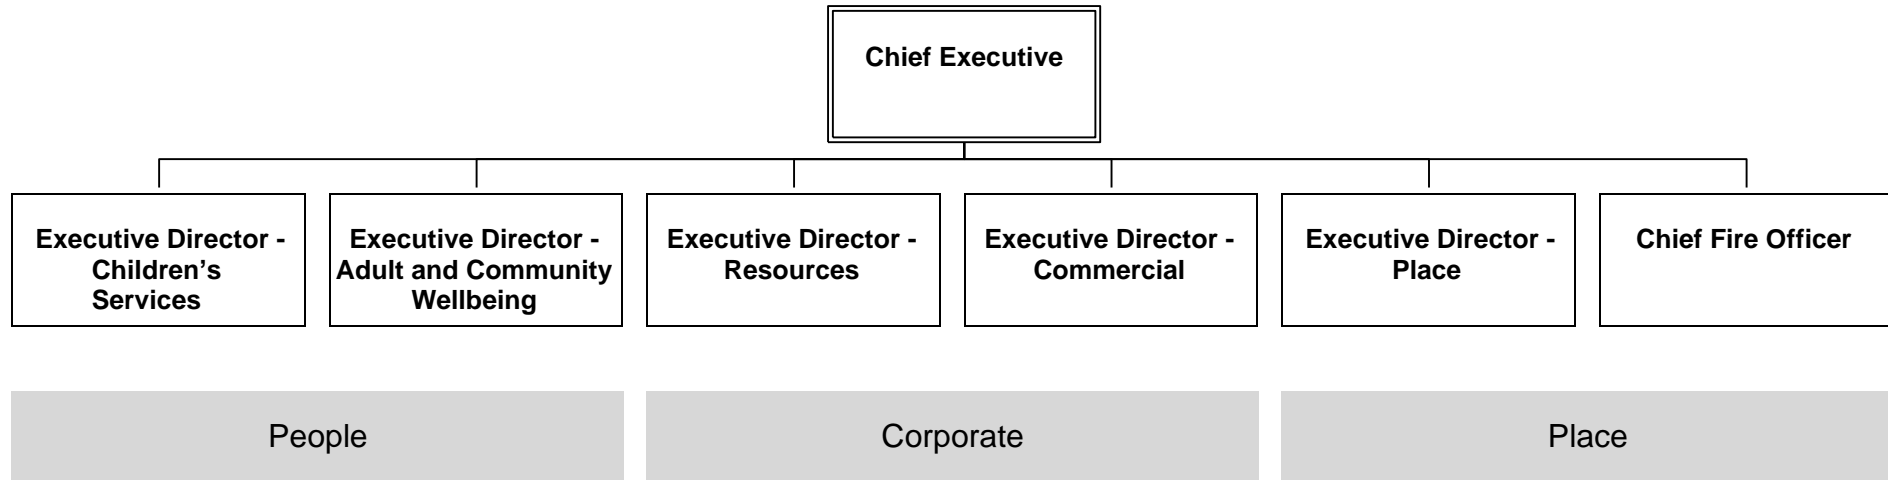 Chief Executive
Executive Director -
Children’s
Services
Executive Director -
Adult and Community
Wellbeing
Executive Director -
Resources
Executive Director -
Commercial
Executive Director -
Place
Chief Fire Officer
People
Corporate
Place